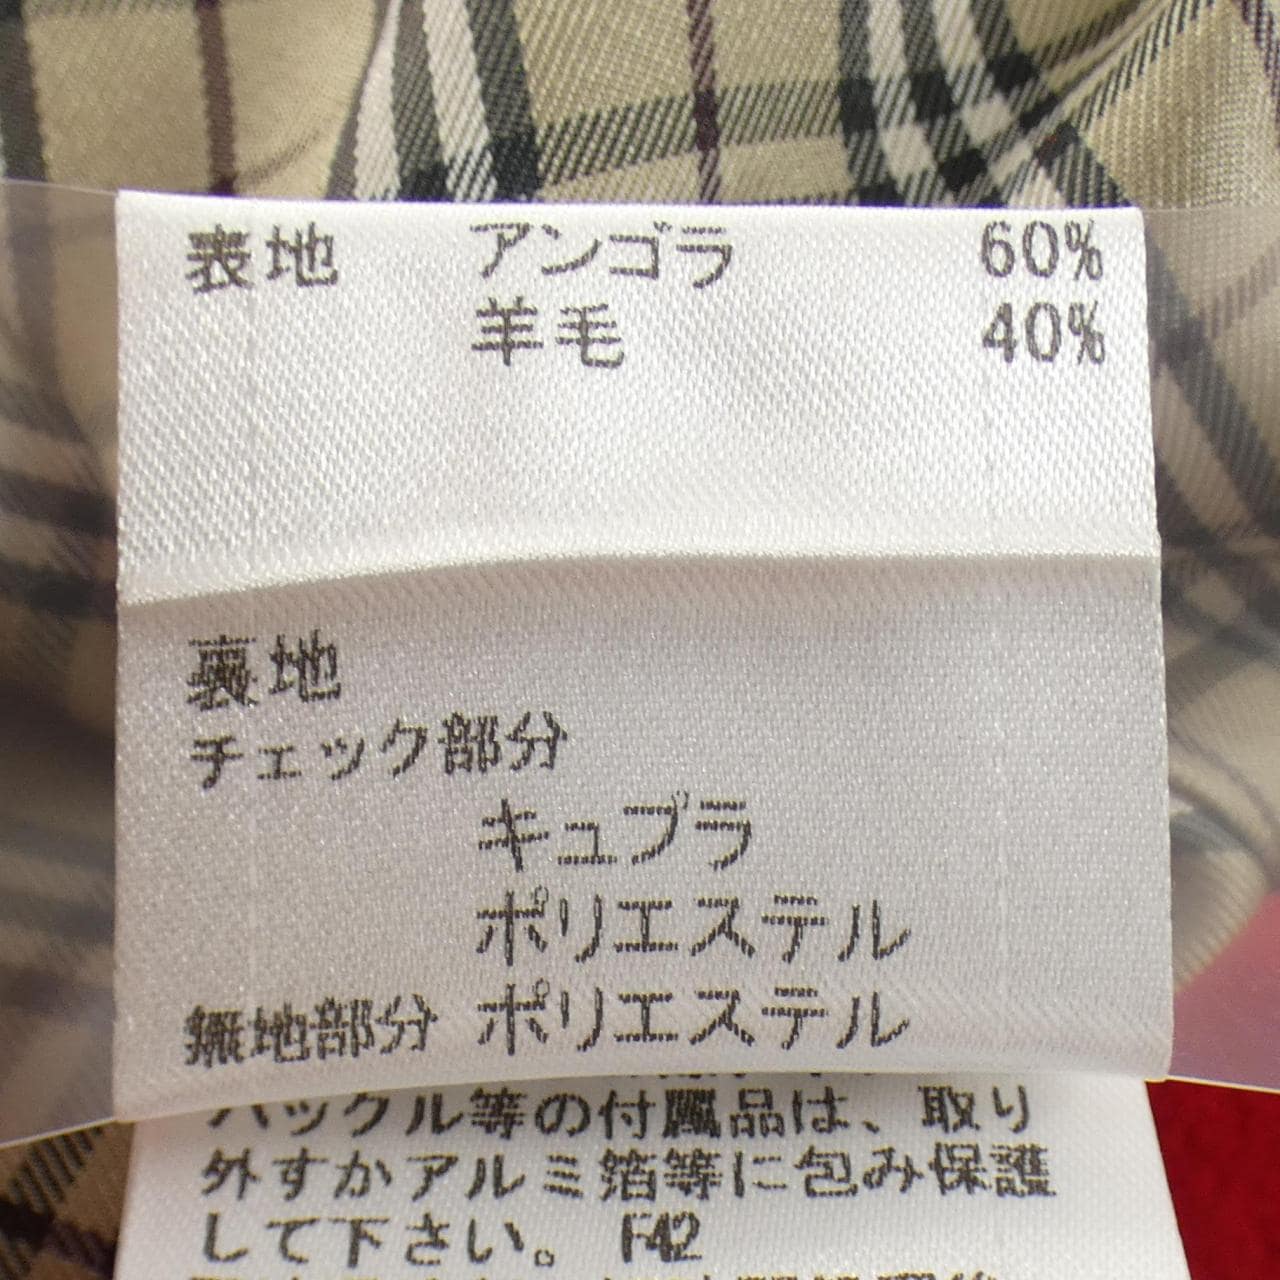 表地 アンゴラ 60%
羊毛 40%
裏地
チェック部分
キュプラ
ポリエステル
無地部分 ポリエステル
バックル等の付属品は、取り
外すかアルミ箔等に包み保護
して下さい。 F42